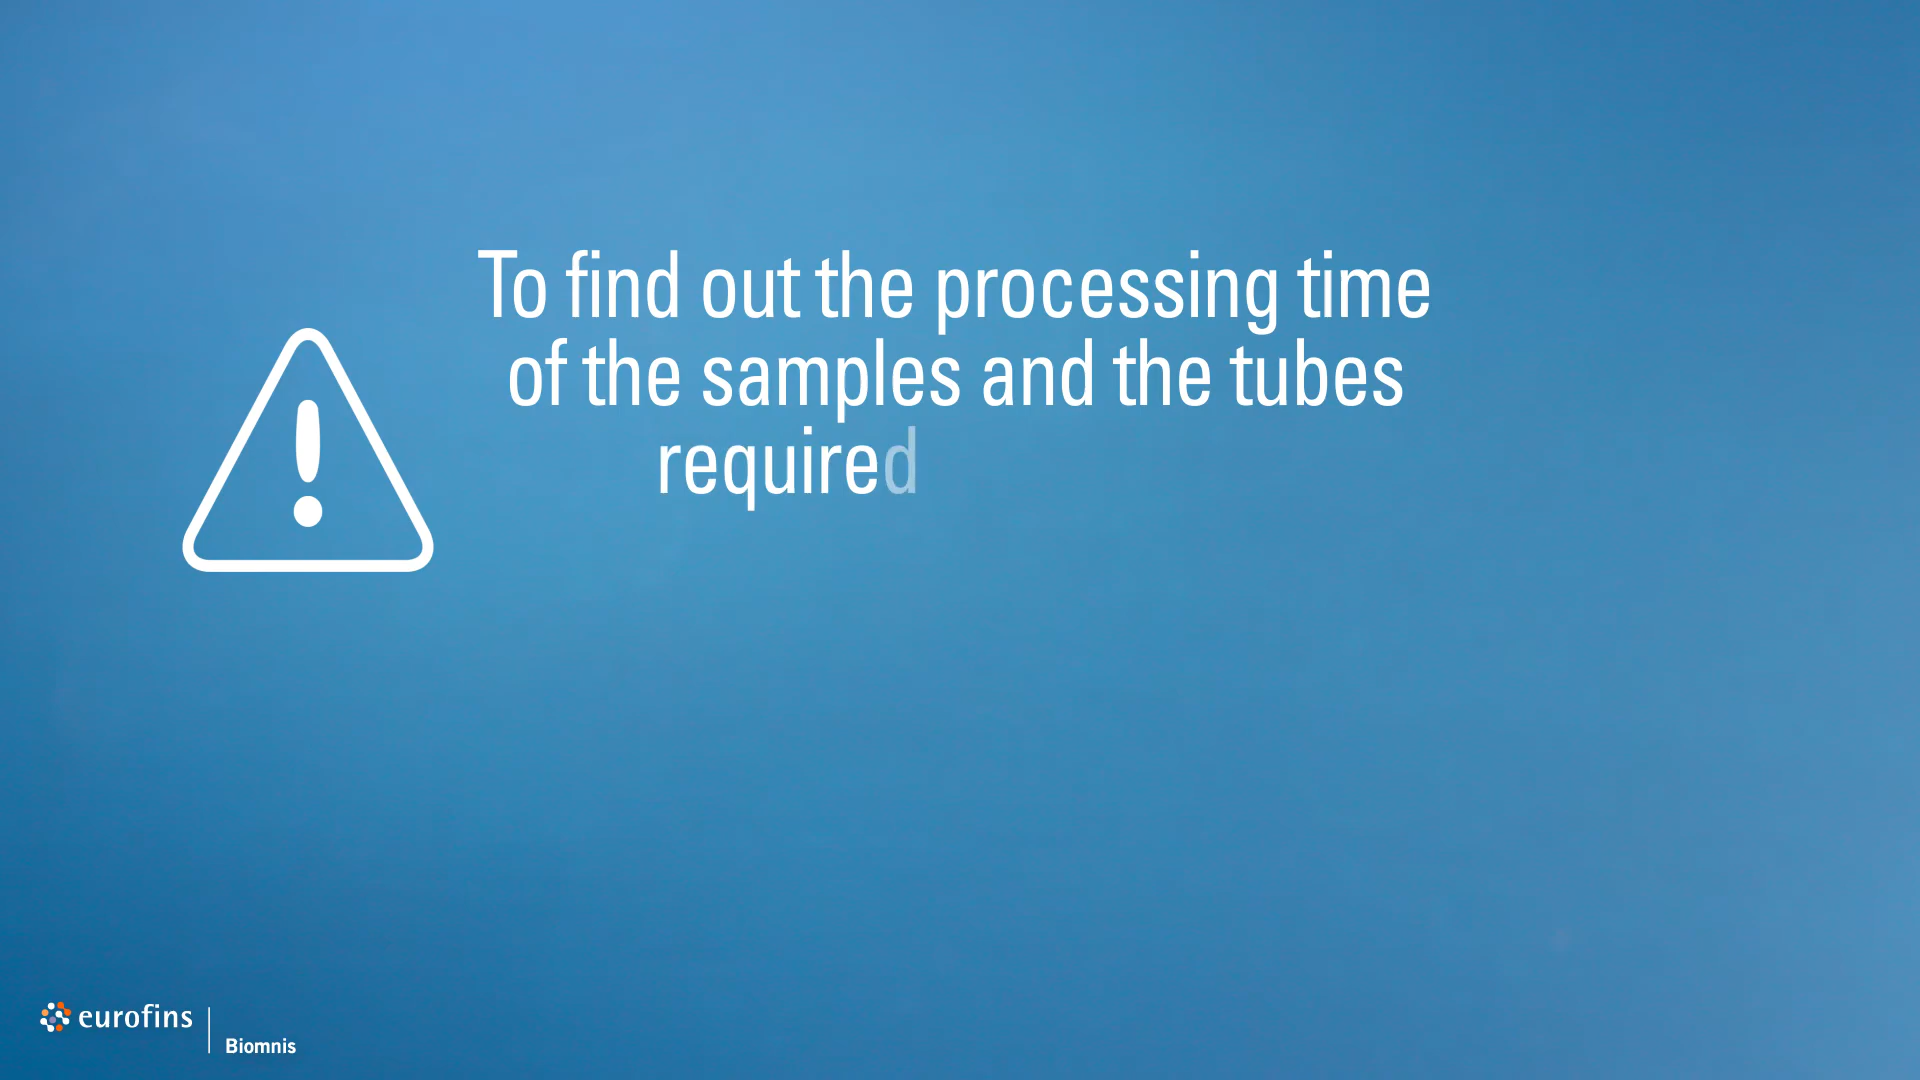 To find out the processing time
of the samples and the tubes
required
eurofins
Biomnis